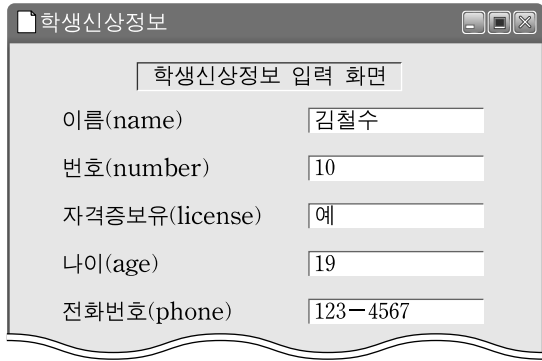 학생신상정보
학생신상정보 입력 화면
이름(name) 김철수
번호(number) 10
자격증보유(license) 예
나이(age) 19
전화번호(phone) 123-4567